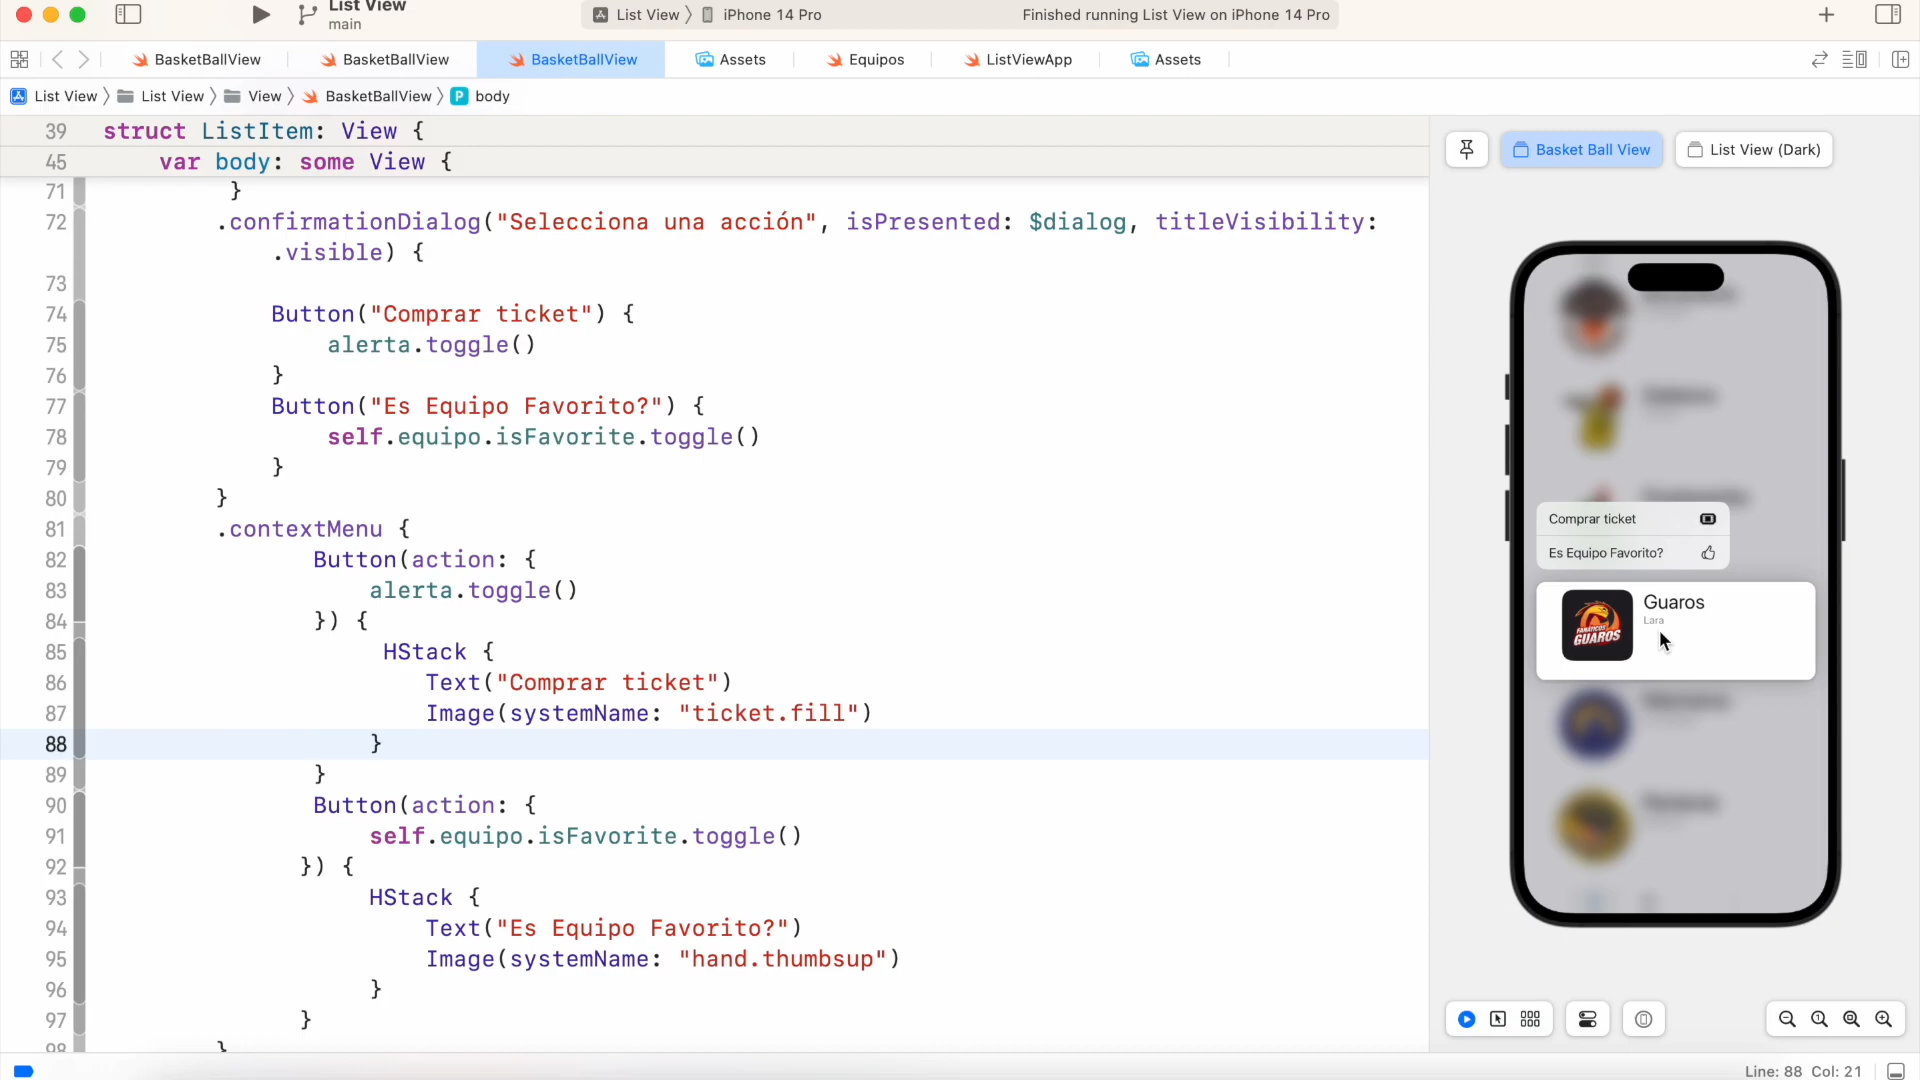 List View
main
List View
iPhone 14 Pro
Finished running List View on iPhone 14 Pro
BasketBallView
BasketBallView
BasketBallView
Assets
Equipos
ListViewApp
Assets
List View
List View
View
BasketBallView
P
body
39 struct ListItem: View {
45 var body: some View {
71 }
72 .confirmationDialog("Selecciona una acción", isPresented: $dialog, titleVisibility:
.visible) {
73
74 Button("Comprar ticket") {
75 alerta.toggle()
76 }
77 Button("Es Equipo Favorito?") {
78 self.equipo.isFavorite.toggle()
79 }
80 }
81 .contextMenu {
82 Button(action: {
83 alerta.toggle()
84 }) {
85 HStack {
86 Text("Comprar ticket")
87 Image(systemName: "ticket.fill")
88 }
89 }
90 Button(action: {
91 self.equipo.isFavorite.toggle()
92 }) {
93 HStack {
94 Text("Es Equipo Favorito?")
95 Image(systemName: "hand.thumbsup")
96 }
97 }
98 }
Basket Ball View
List View (Dark)
Comprar ticket
Es Equipo Favorito?
FANÁTICOS
GUAROS
Guaros
Lara
Line: 88 Col: 21